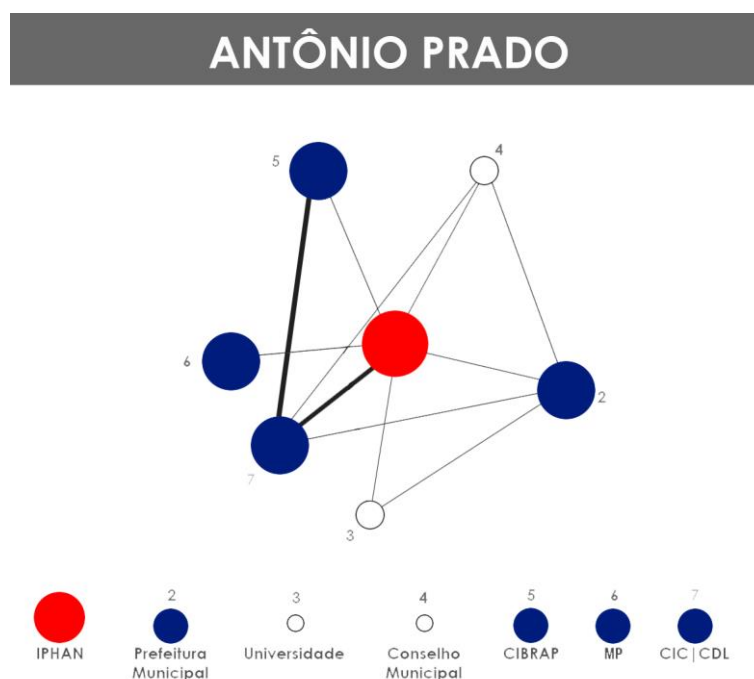 ANTÔNIO PRADO
5
4
6
2
7
3
2
3
4
5
6
7
IPHAN
Prefeitura
Municipal
Universidade
Conselho
Municipal
CIBRAP
MP
CIC|CDL